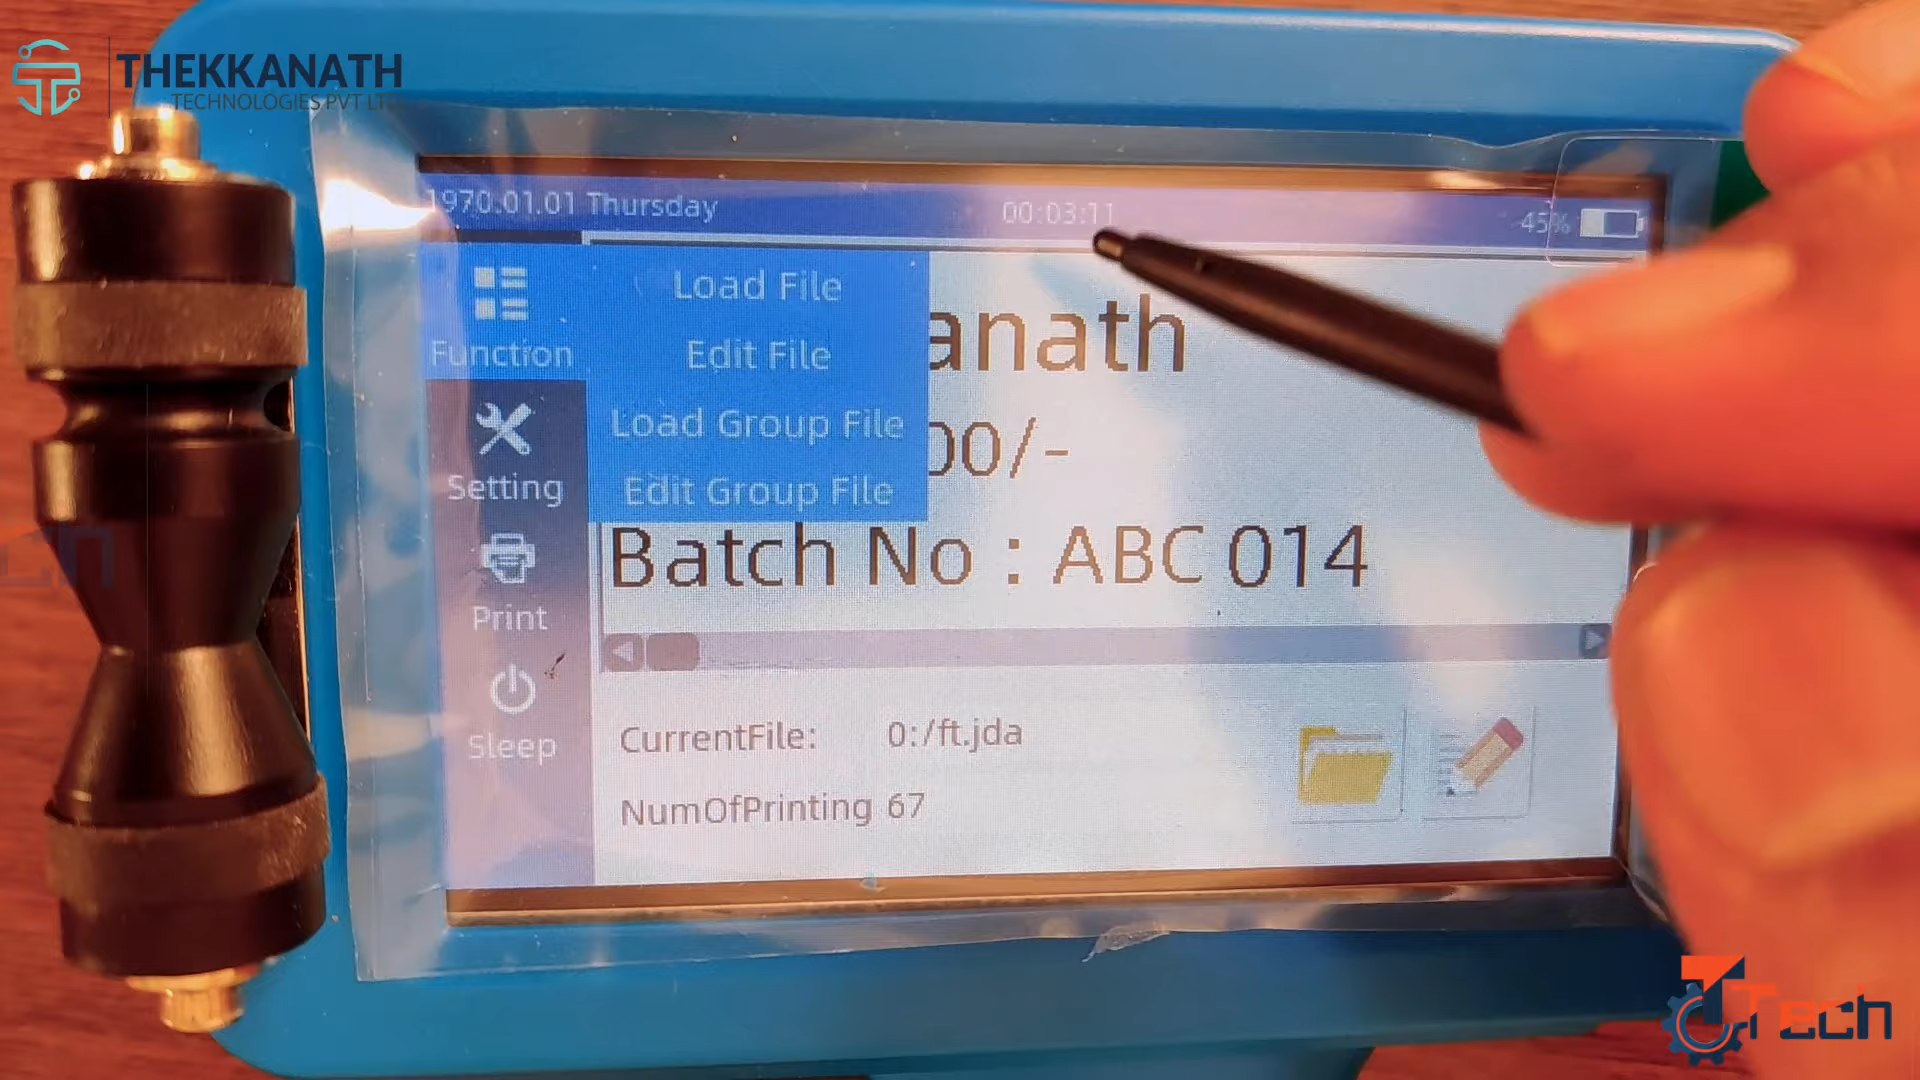 THEKKANATH
TECHNOLOGIES PVT LTD
1970.01.01 Thursday 00:03:11 45%
Function
Load File
Edit File
Load Group File
Edit Group File
Setting
Print
Sleep
anath
00/-
Batch No : ABC 014
CurrentFile: 0:/ft.jda
NumOfPrinting 67
TTech